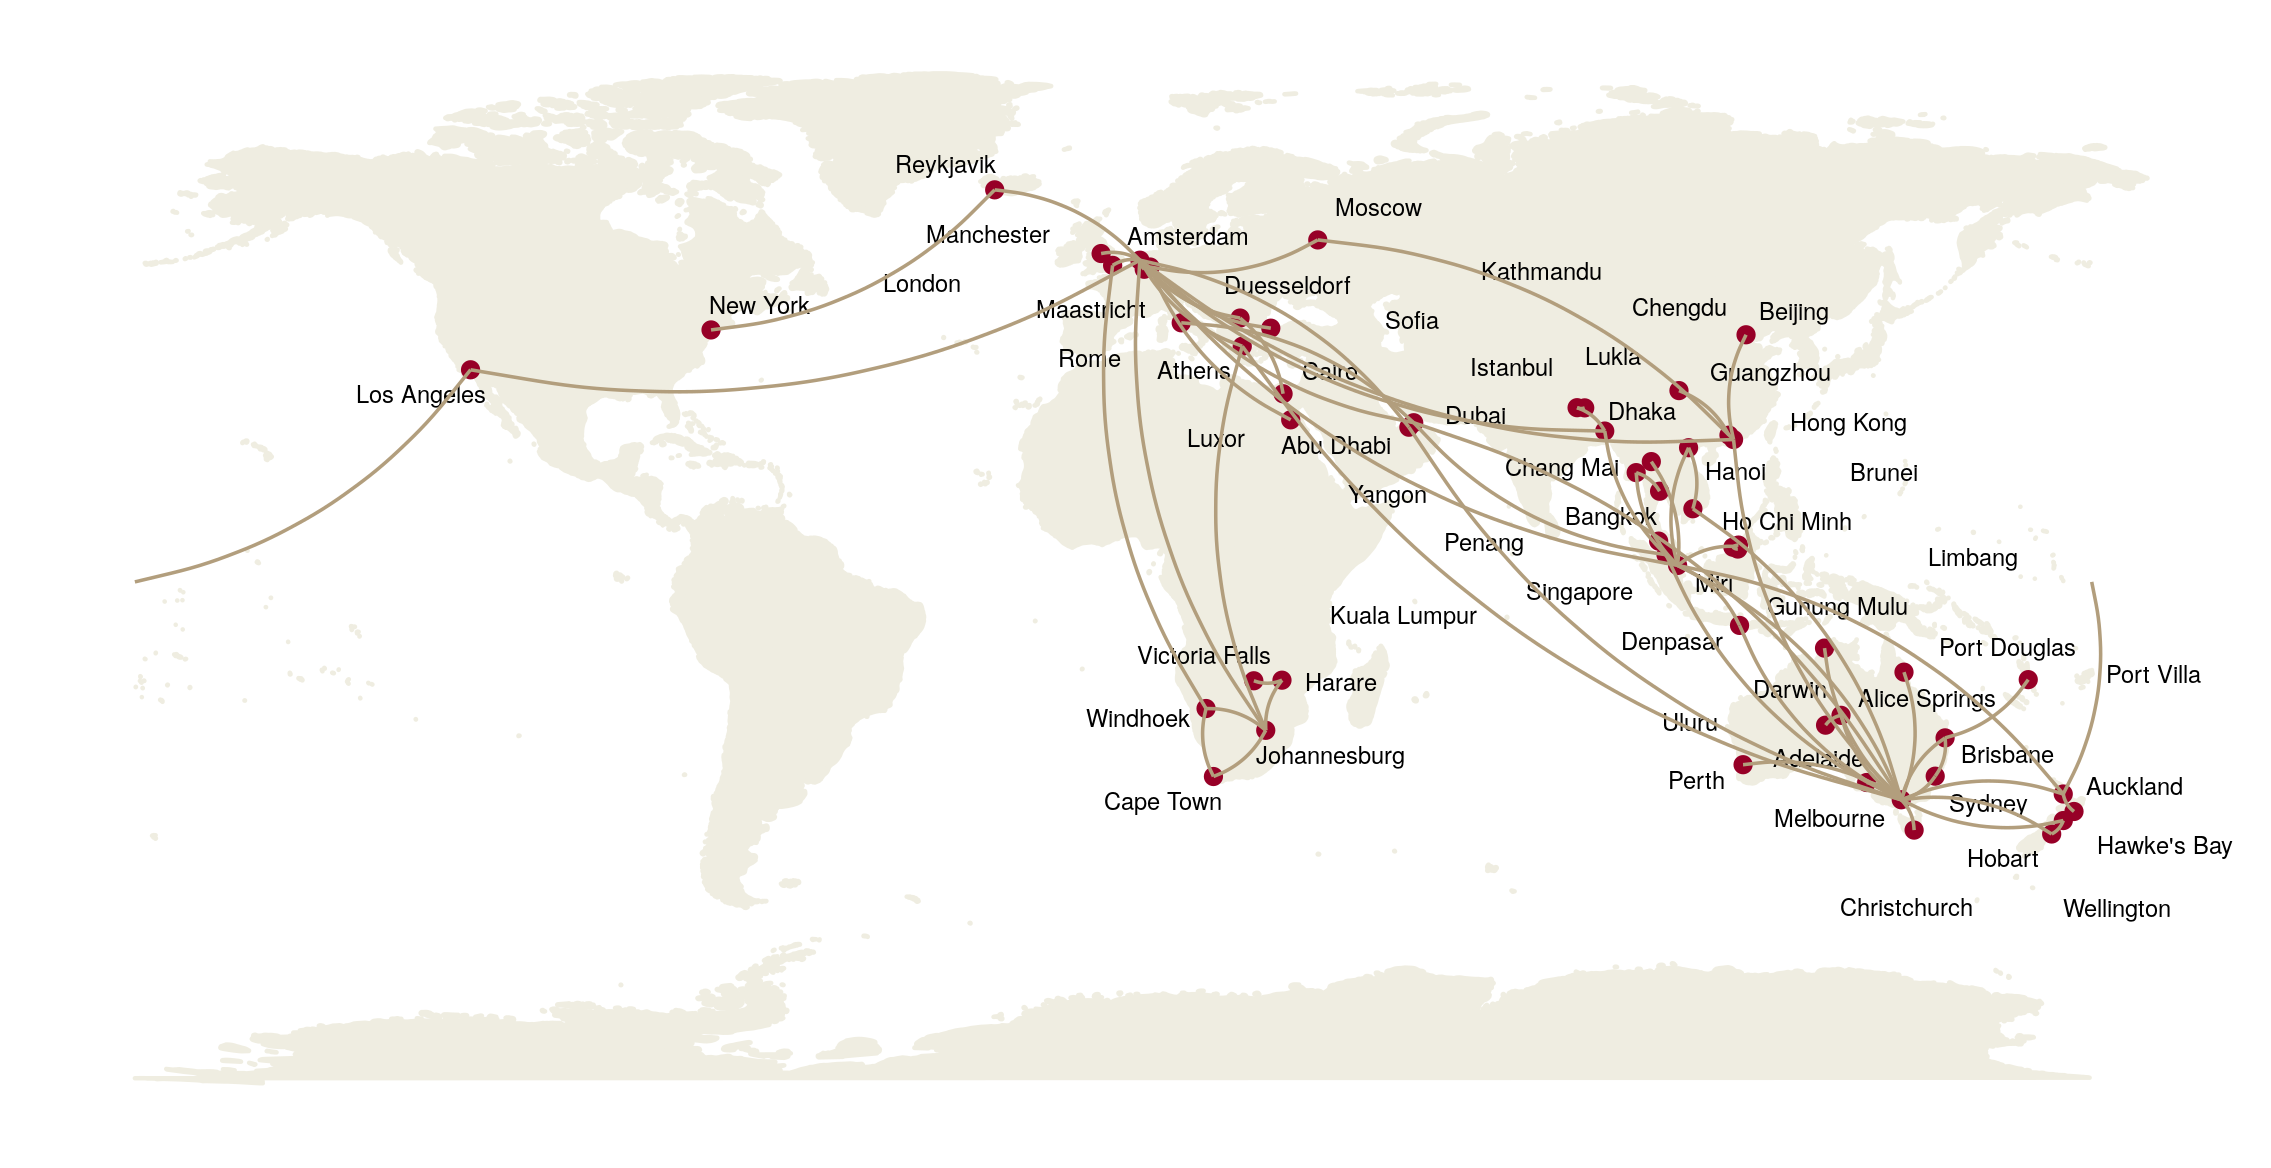 Reykjavik
Moscow
Manchester
Amsterdam
Kathmandu
London
Duesseldorf
New York
Maastricht
Chengdu
Beijing
Sofia
Rome
Lukla
Athens
Cairo
Istanbul
Guangzhou
Los Angeles
Dubai
Dhaka
Hong Kong
Luxor
Abu Dhabi
Chang Mai
Hanoi
Brunei
Yangon
Bangkok
Ho Chi Minh
Penang
Limbang
Singapore
Miri
Kuala Lumpur
Gunung Mulu
Denpasar
Port Douglas
Victoria Falls
Harare
Port Villa
Darwin
Alice Springs
Windhoek
Uluru
Johannesburg
Adelaide
Brisbane
Perth
Auckland
Cape Town
Sydney
Melbourne
Hawke's Bay
Hobart
Christchurch
Wellington